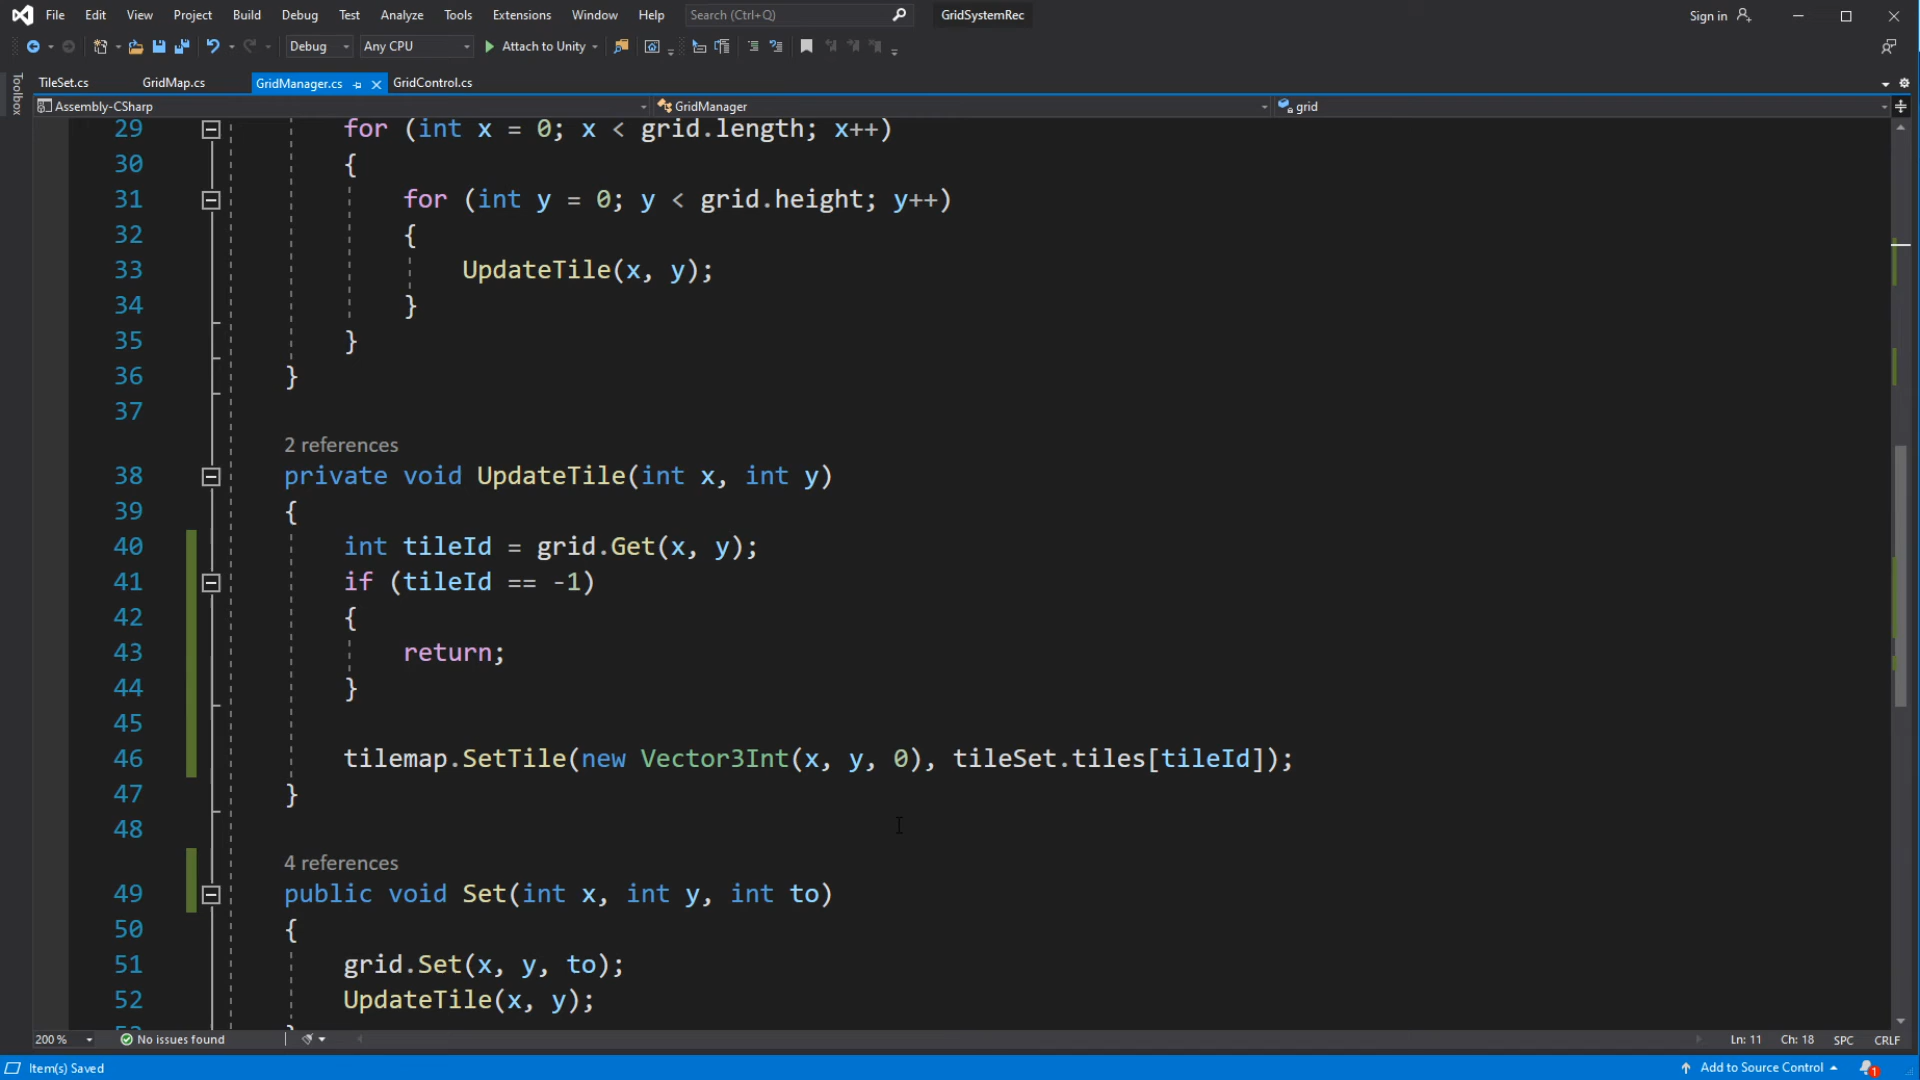 File Edit View Git Project Build Debug Test Analyze Tools Extensions Window Help Search (Ctrl+Q) GridSystemRec Sign in
Debug Any CPU Attach to Unity
TileSet.cs GridMap.cs GridManager.cs GridControl.cs
Toolbox
Assembly-CSharp GridManager grid
29 for (int x = 0; x < grid.length; x++)
30 {
31 for (int y = 0; y < grid.height; y++)
32 {
33 UpdateTile(x, y);
34 }
35 }
36 }
37
2 references
38 private void UpdateTile(int x, int y)
39 {
40 int tileId = grid.Get(x, y);
41 if (tileId == -1)
42 {
43 return;
44 }
45
46 tilemap.SetTile(new Vector3Int(x, y, 0), tileSet.tiles[tileId]);
47 }
48
4 references
49 public void Set(int x, int y, int to)
50 {
51 grid.Set(x, y, to);
52 UpdateTile(x, y);
200 % No issues found Ln: 11 Ch: 18 SPC CRLF
Item(s) Saved Add to Source Control 1